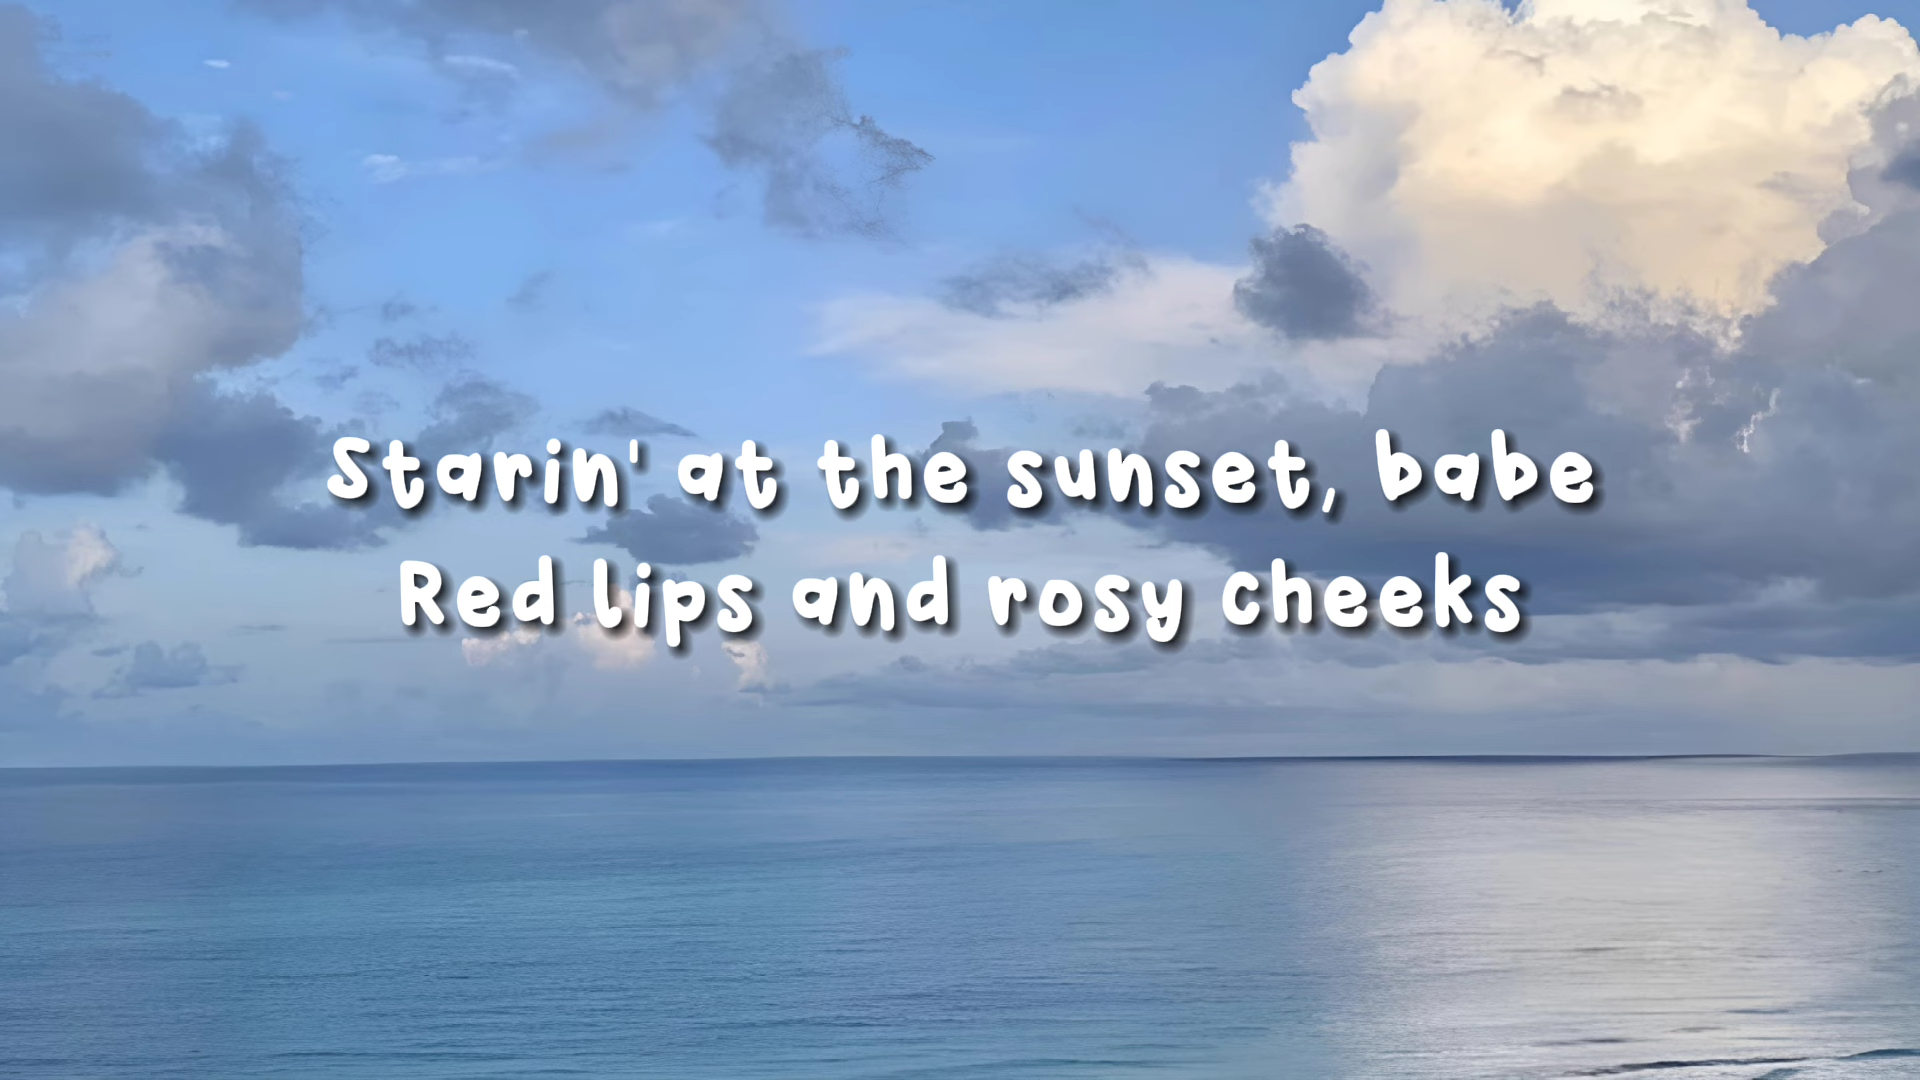 Starin' at the sunset, babe
Red lips and rosy cheeks